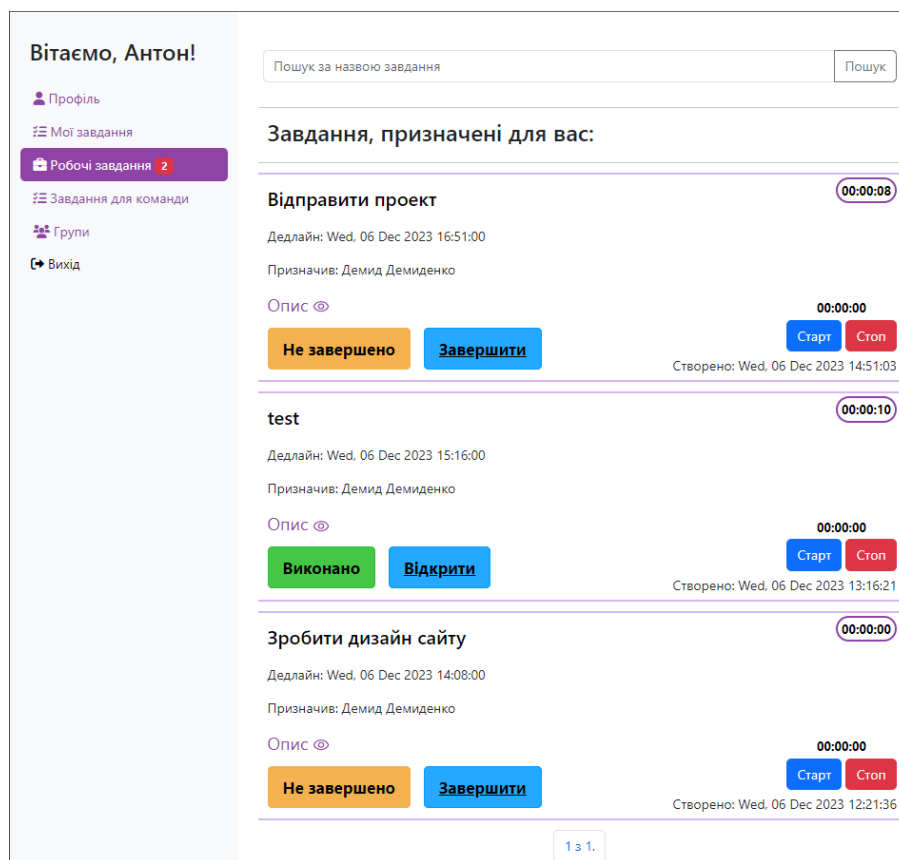 Вітаємо, Антон!
Профіль
Мої завдання
Робочі завдання 2
Завдання для команди
Групи
Вихід
Пошук за назвою завдання Пошук
Завдання, призначені для вас:
00:00:08
Відправити проект
Дедлайн: Wed, 06 Dec 2023 16:51:00
Призначив: Демид Демиденко
Опис 00:00:00
Не завершено Завершити Старт Стоп
Створено: Wed, 06 Dec 2023 14:51:03
00:00:10
test
Дедлайн: Wed, 06 Dec 2023 15:16:00
Призначив: Демид Демиденко
Опис 00:00:00
Виконано Відкрити Старт Стоп
Створено: Wed, 06 Dec 2023 13:16:21
00:00:00
Зробити дизайн сайту
Дедлайн: Wed, 06 Dec 2023 14:08:00
Призначив: Демид Демиденко
Опис 00:00:00
Не завершено Завершити Старт Стоп
Створено: Wed, 06 Dec 2023 12:21:36
1 з 1.